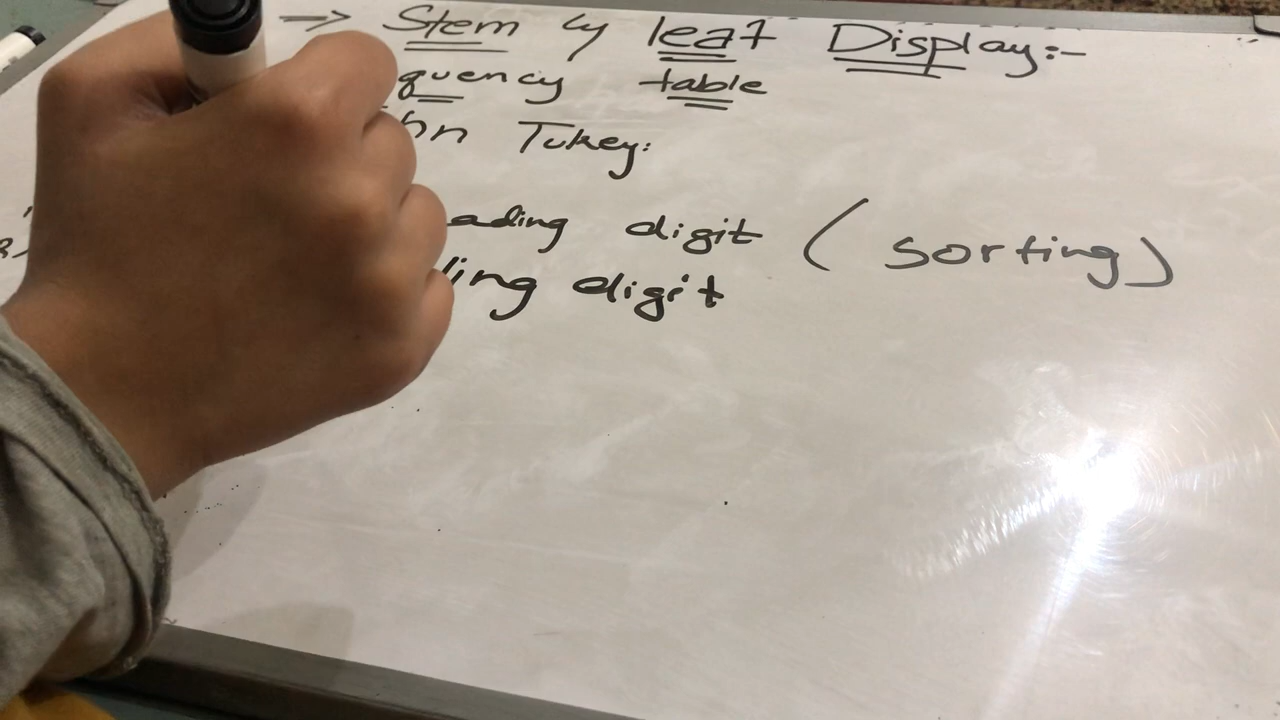 => Stem & leaf Display:-
quency table
hn Tukey:
ading digit ( sorting )
ling digit